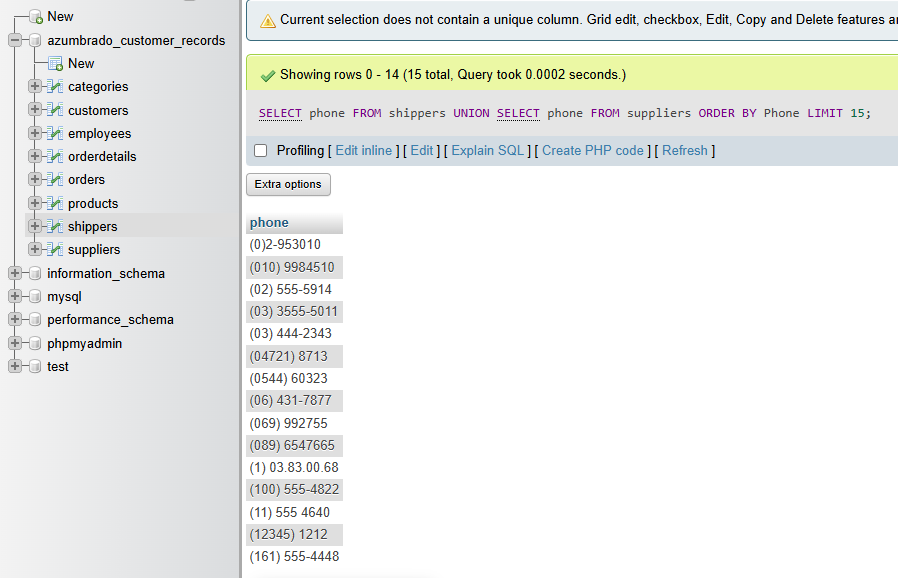 New
azumbrado_customer_records
New
categories
customers
employees
orderdetails
orders
products
shippers
suppliers
information_schema
mysql
performance_schema
phpmyadmin
test
Current selection does not contain a unique column. Grid edit, checkbox, Edit, Copy and Delete features
Showing rows 0 - 14 (15 total, Query took 0.0002 seconds.)
SELECT phone FROM shippers UNION SELECT phone FROM suppliers ORDER BY Phone LIMIT 15;
Profiling [ Edit inline ] [ Edit ] [ Explain SQL ] [ Create PHP code ] [ Refresh ]
Extra options
phone
(0)2-953010
(010) 9984510
(02) 555-5914
(03) 3555-5011
(03) 444-2343
(04721) 8713
(0544) 60323
(06) 431-7877
(069) 992755
(089) 6547665
(1) 03.83.00.68
(100) 555-4822
(11) 555 4640
(12345) 1212
(161) 555-4448